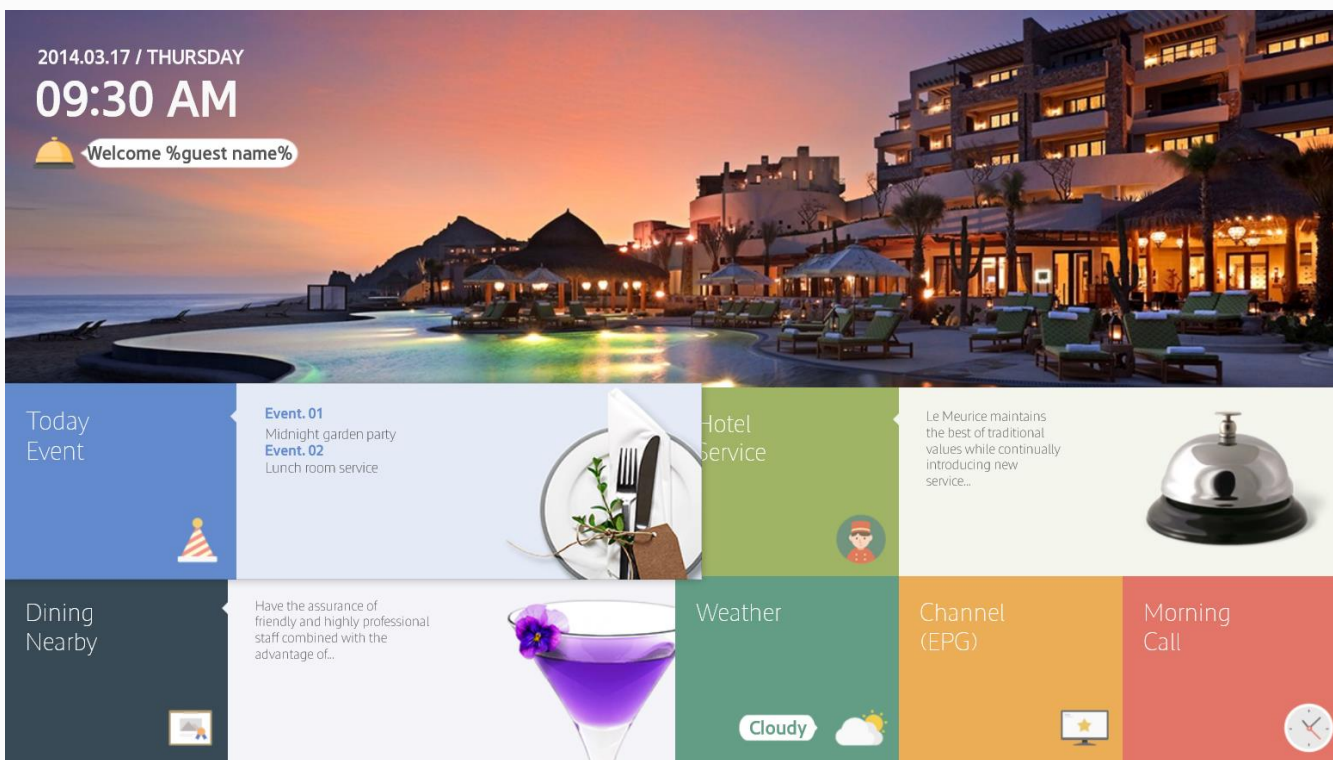 2014.03.17 / THURSDAY
09:30 AM
Welcome %guest name%
Today
Event
Event. 01
Midnight garden party
Event. 02
Lunch room service
Hotel
Service
Le Meurice maintains
the best of traditional
values while continually
introducing new
service...
Dining
Nearby
Have the assurance of
friendly and highly professional
staff combined with the
advantage of...
Weather
Cloudy
Channel
(EPG)
Morning
Call